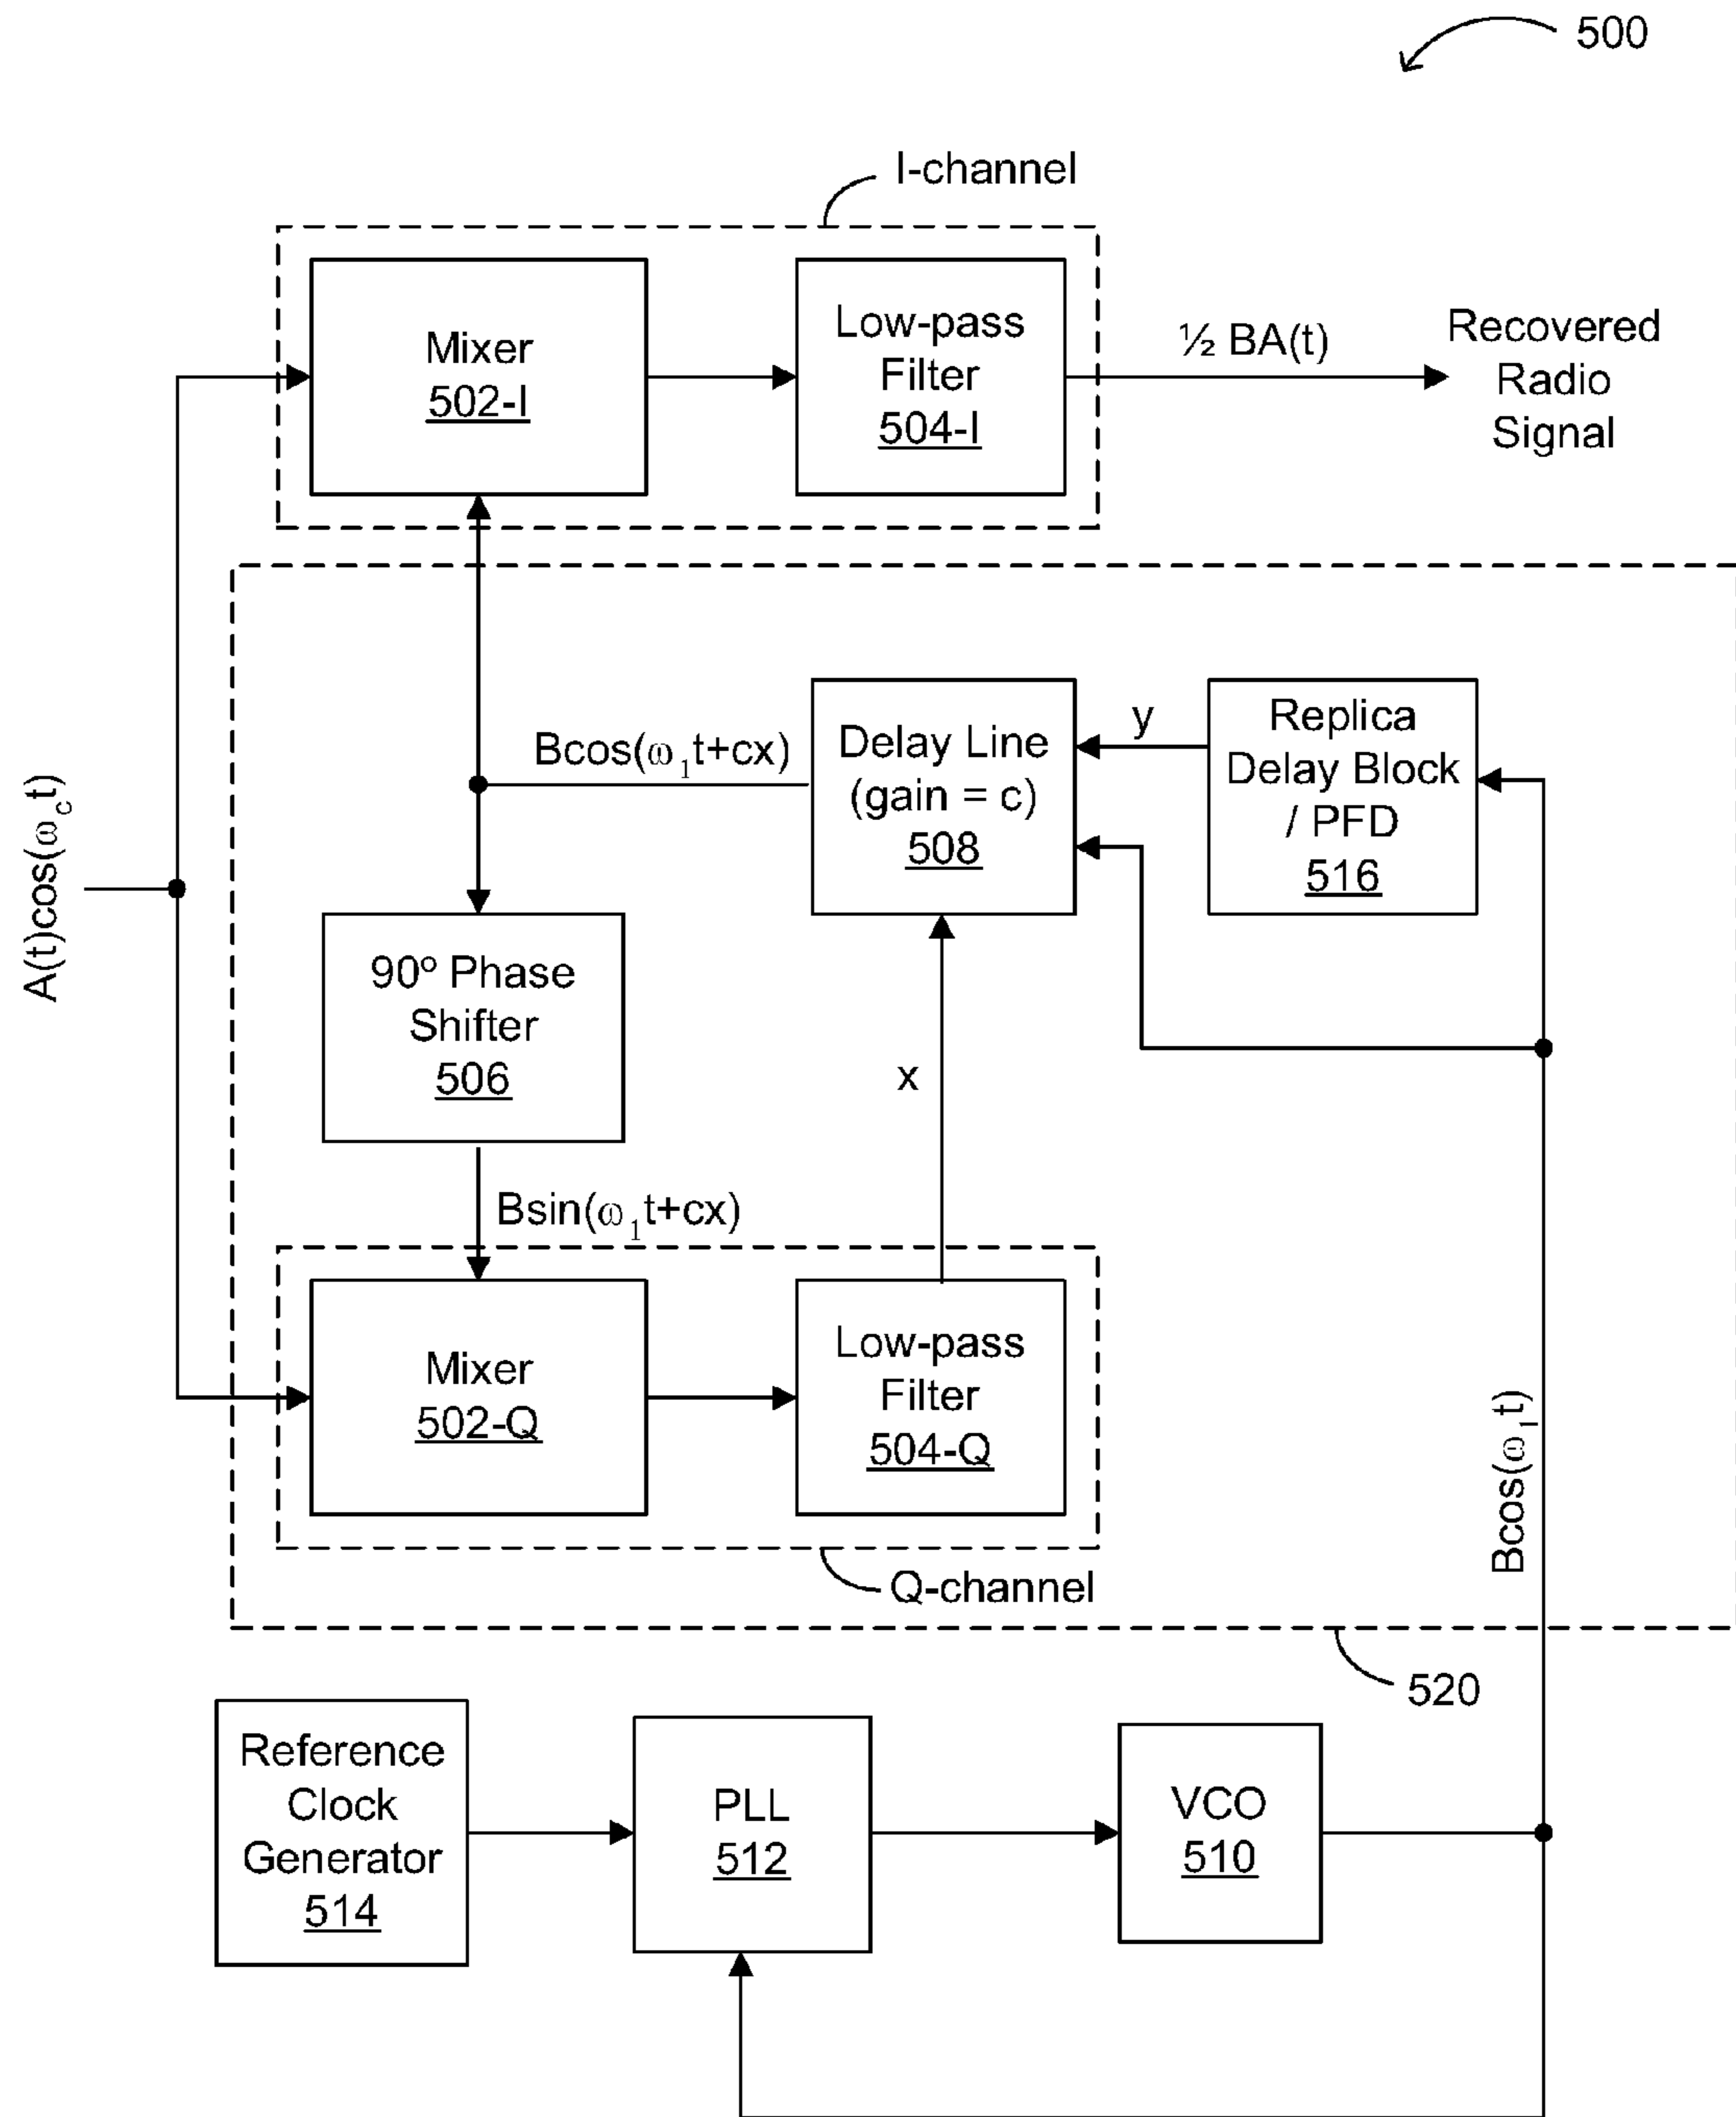 500
I-channel
Mixer
502-I
Low-pass
Filter
504-I
½ BA(t)
Recovered
Radio
Signal
A(t)cos(ω_c t)
Bcos(ω₁t+cx)
Delay Line
(gain = c)
508
y
Replica
Delay Block
/ PFD
516
90° Phase
Shifter
506
x
Bsin(ω₁t+cx)
Mixer
502-Q
Low-pass
Filter
504-Q
Q-channel
Bcos(ω₁t)
520
Reference
Clock
Generator
514
PLL
512
VCO
510